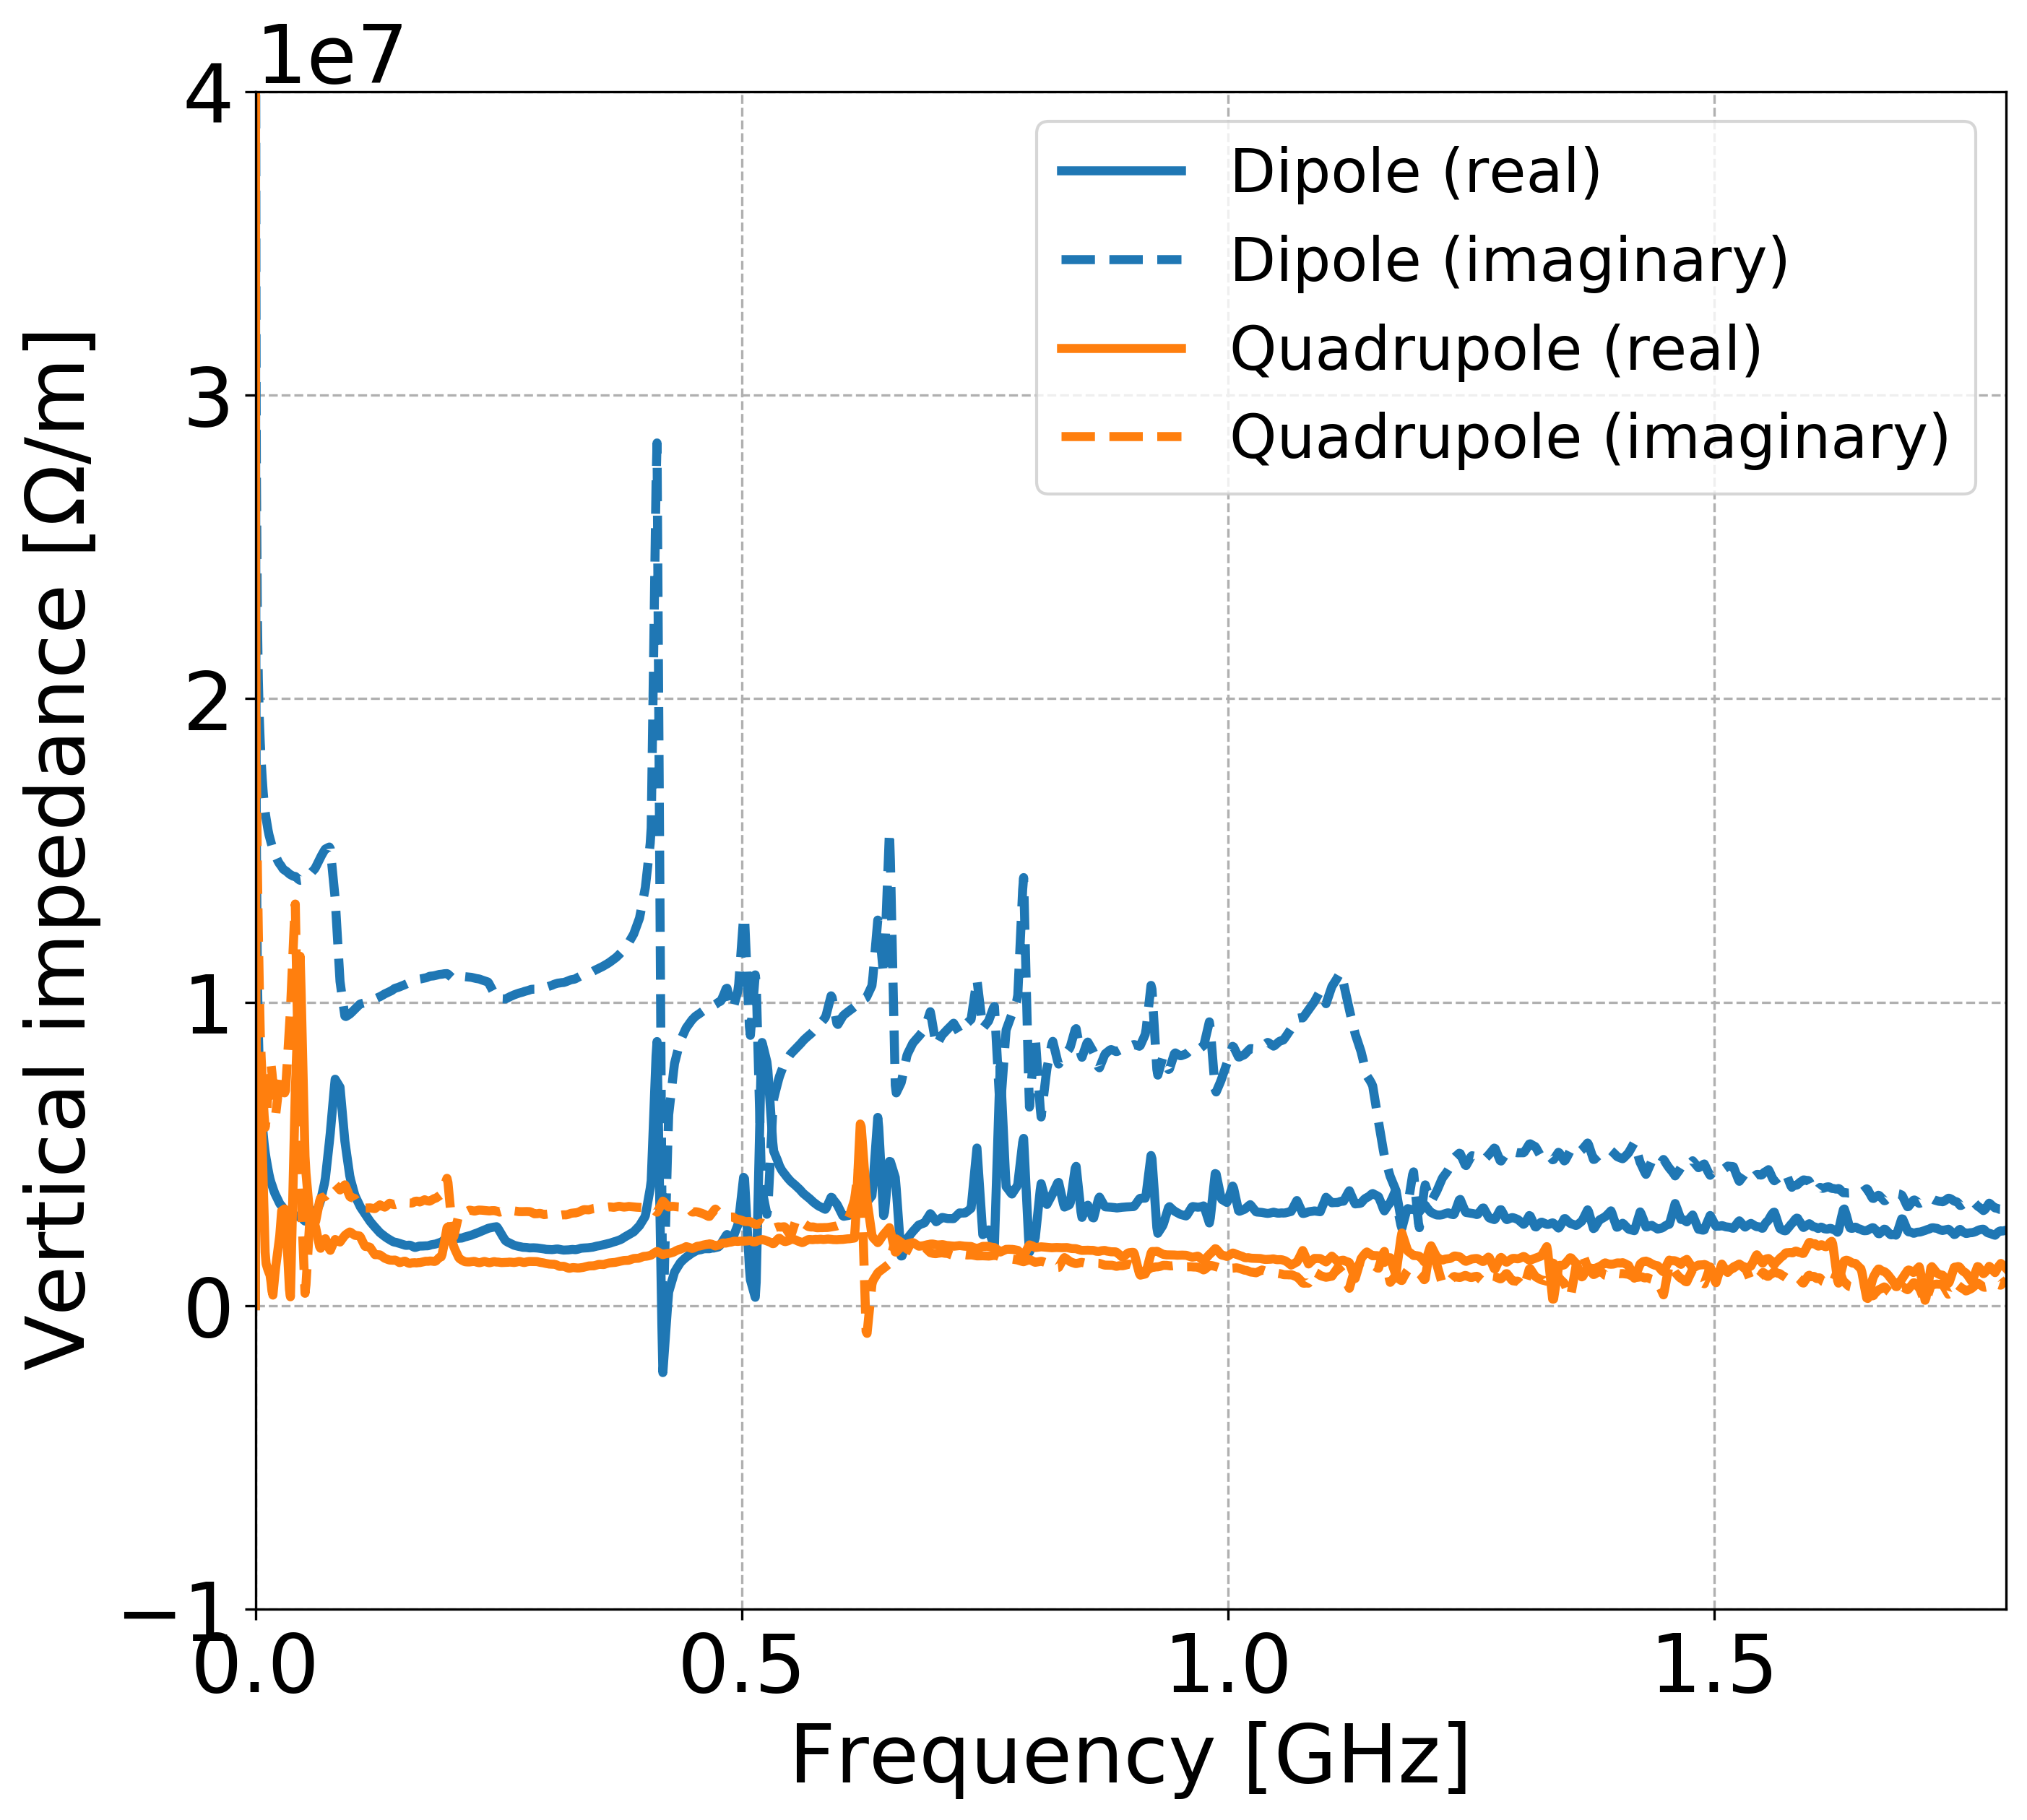 1e7
4
3
2
1
0
−1
Vertical impedance [Ω/m]
Dipole (real)
Dipole (imaginary)
Quadrupole (real)
Quadrupole (imaginary)
0.0 0.5 1.0 1.5
Frequency [GHz]